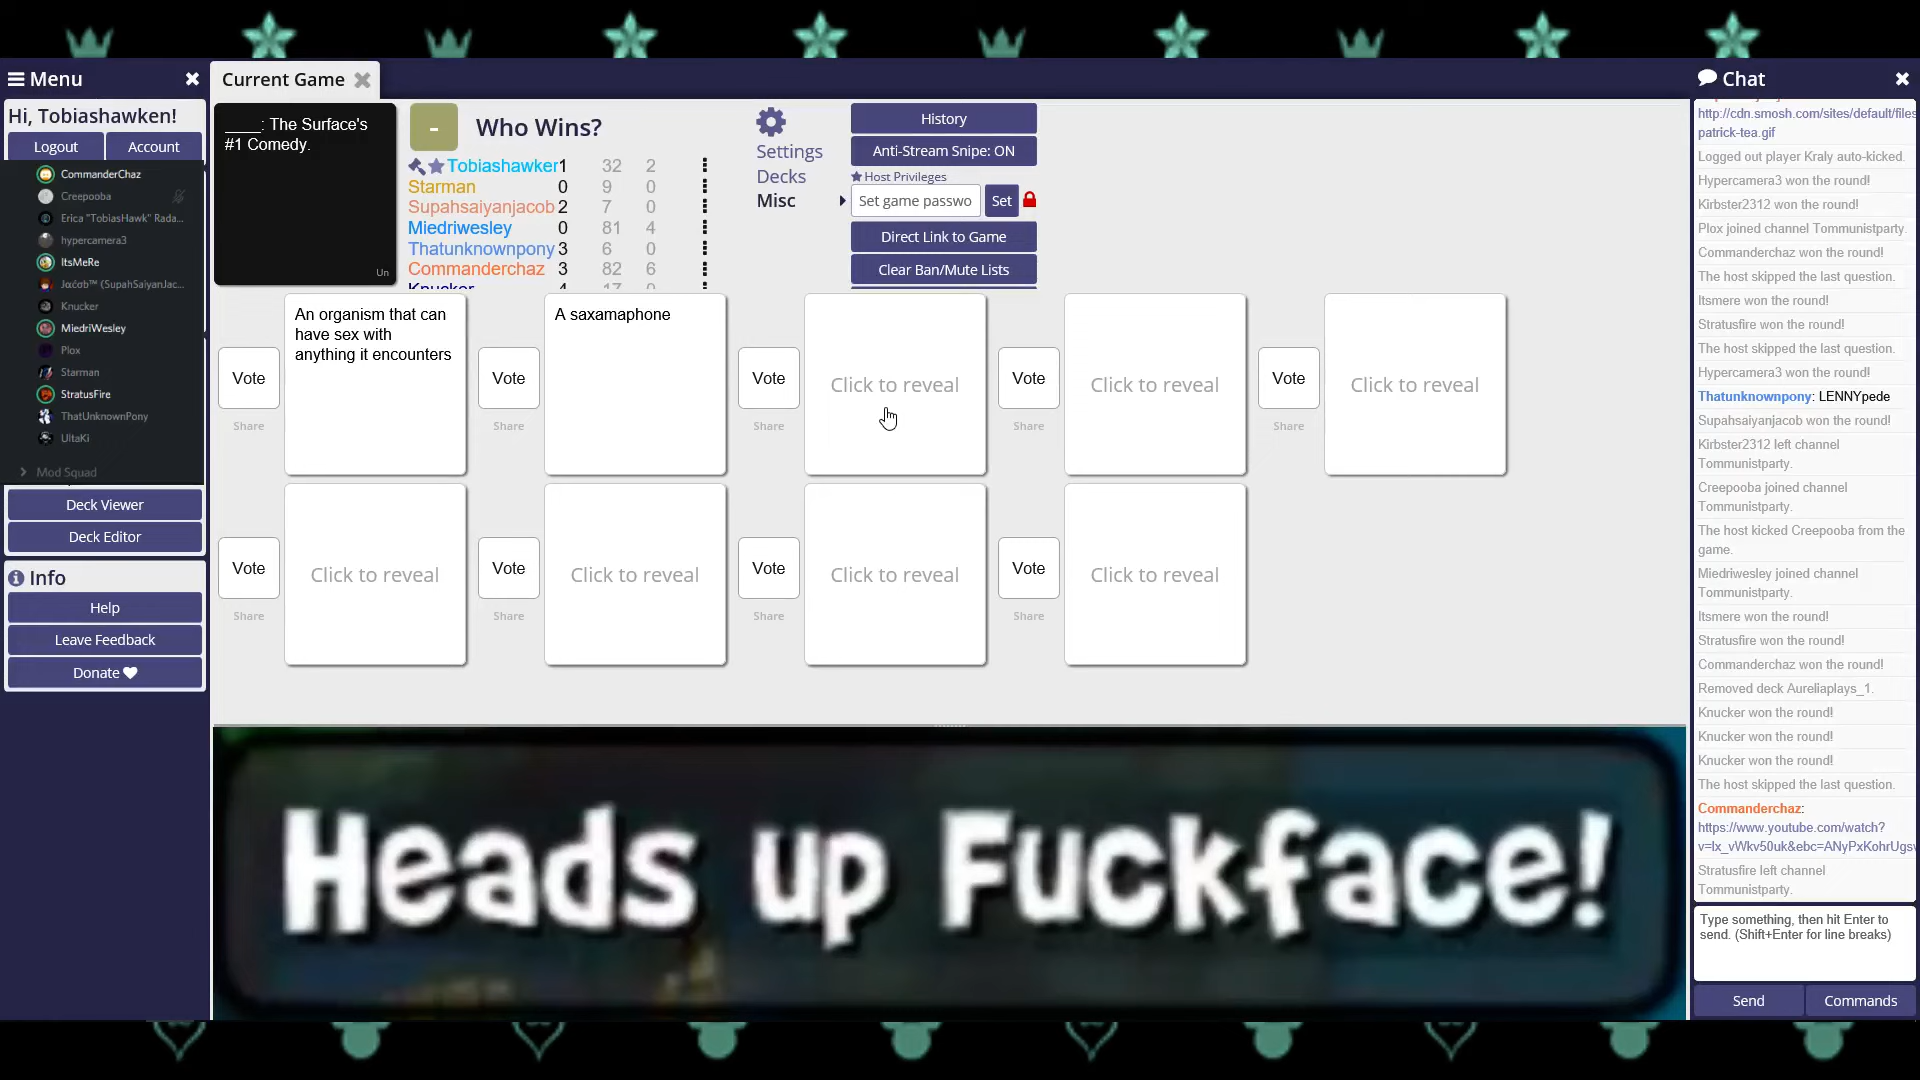 Menu
Hi, Tobiashawken!
Logout
Account
CommanderChaz
Creepooba
Erica "TobiasHawk" Rada...
hypercamera3
ItsMeRe
(SupahSaiyanJac...
Knucker
MiedriWesley
Plox
Starman
StratusFire
ThatUnknownPony
UltaKi
Mod Squad
Deck Viewer
Deck Editor
Info
Help
Leave Feedback
Donate
Current Game
____: The Surface's
#1 Comedy.
Un
-
Who Wins?
Tobiashawker 1 32 2
Starman 0 9 0
Supahsaiyanjacob 2 7 0
Miedriwesley 0 81 4
Thatunknownpony 3 6 0
Commanderchaz 3 82 6
Knucker 4 17 0
Settings
Decks
Misc
History
Anti-Stream Snipe: ON
Host Privileges
Set game passwo
Set
Direct Link to Game
Clear Ban/Mute Lists
Vote
Share
An organism that can
have sex with
anything it encounters
Vote
Share
A saxamaphone
Vote
Share
Click to reveal
Vote
Share
Click to reveal
Vote
Share
Click to reveal
Vote
Share
Click to reveal
Vote
Share
Click to reveal
Vote
Share
Click to reveal
Vote
Share
Click to reveal
Heads up Fuckface!
Chat
http://cdn.smosh.com/sites/default/files
patrick-tea.gif
Logged out player Kraly auto-kicked.
Hypercamera3 won the round!
Kirbster2312 won the round!
Plox joined channel Tommunistparty.
Commanderchaz won the round!
The host skipped the last question.
Itsmere won the round!
Stratusfire won the round!
The host skipped the last question.
Hypercamera3 won the round!
Thatunknownpony: LENNYpede
Supahsaiyanjacob won the round!
Kirbster2312 left channel
Tommunistparty.
Creepooba joined channel
Tommunistparty.
The host kicked Creepooba from the
game.
Miedriwesley joined channel
Tommunistparty.
Itsmere won the round!
Stratusfire won the round!
Commanderchaz won the round!
Removed deck Aureliaplays_1.
Knucker won the round!
Knucker won the round!
Knucker won the round!
The host skipped the last question.
Commanderchaz:
https://www.youtube.com/watch?
v=lx_vWkv50uk&ebc=ANyPxKohrUgsv
Stratusfire left channel
Tommunistparty.
Type something, then hit Enter to
send. (Shift+Enter for line breaks)
Send
Commands